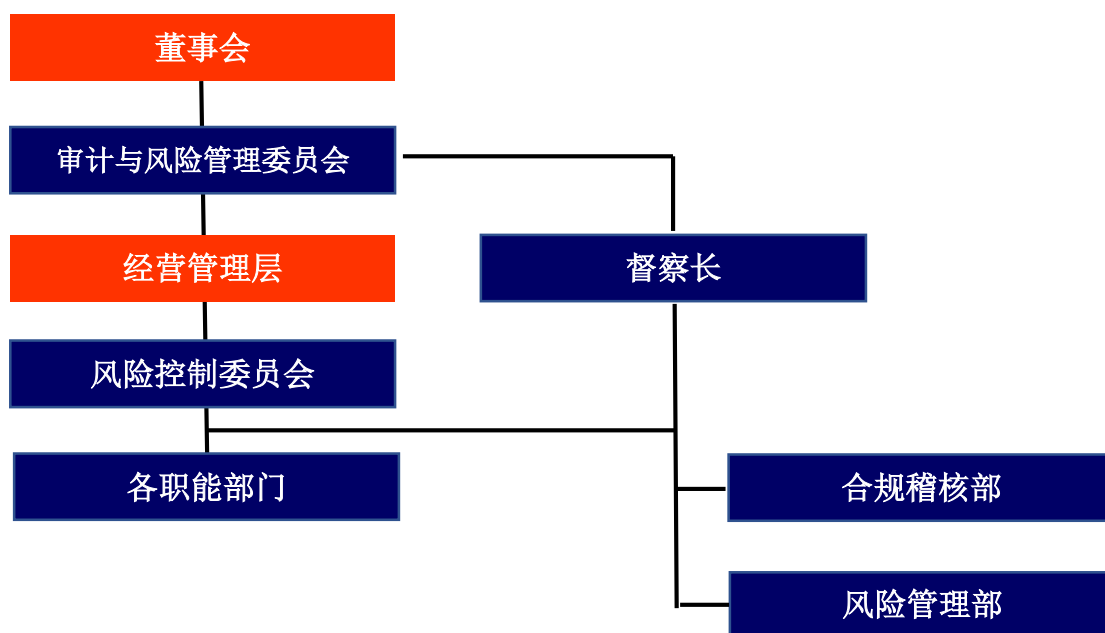 董事会
审计与风险管理委员会
经营管理层
督察长
风险控制委员会
各职能部门
合规稽核部
风险管理部